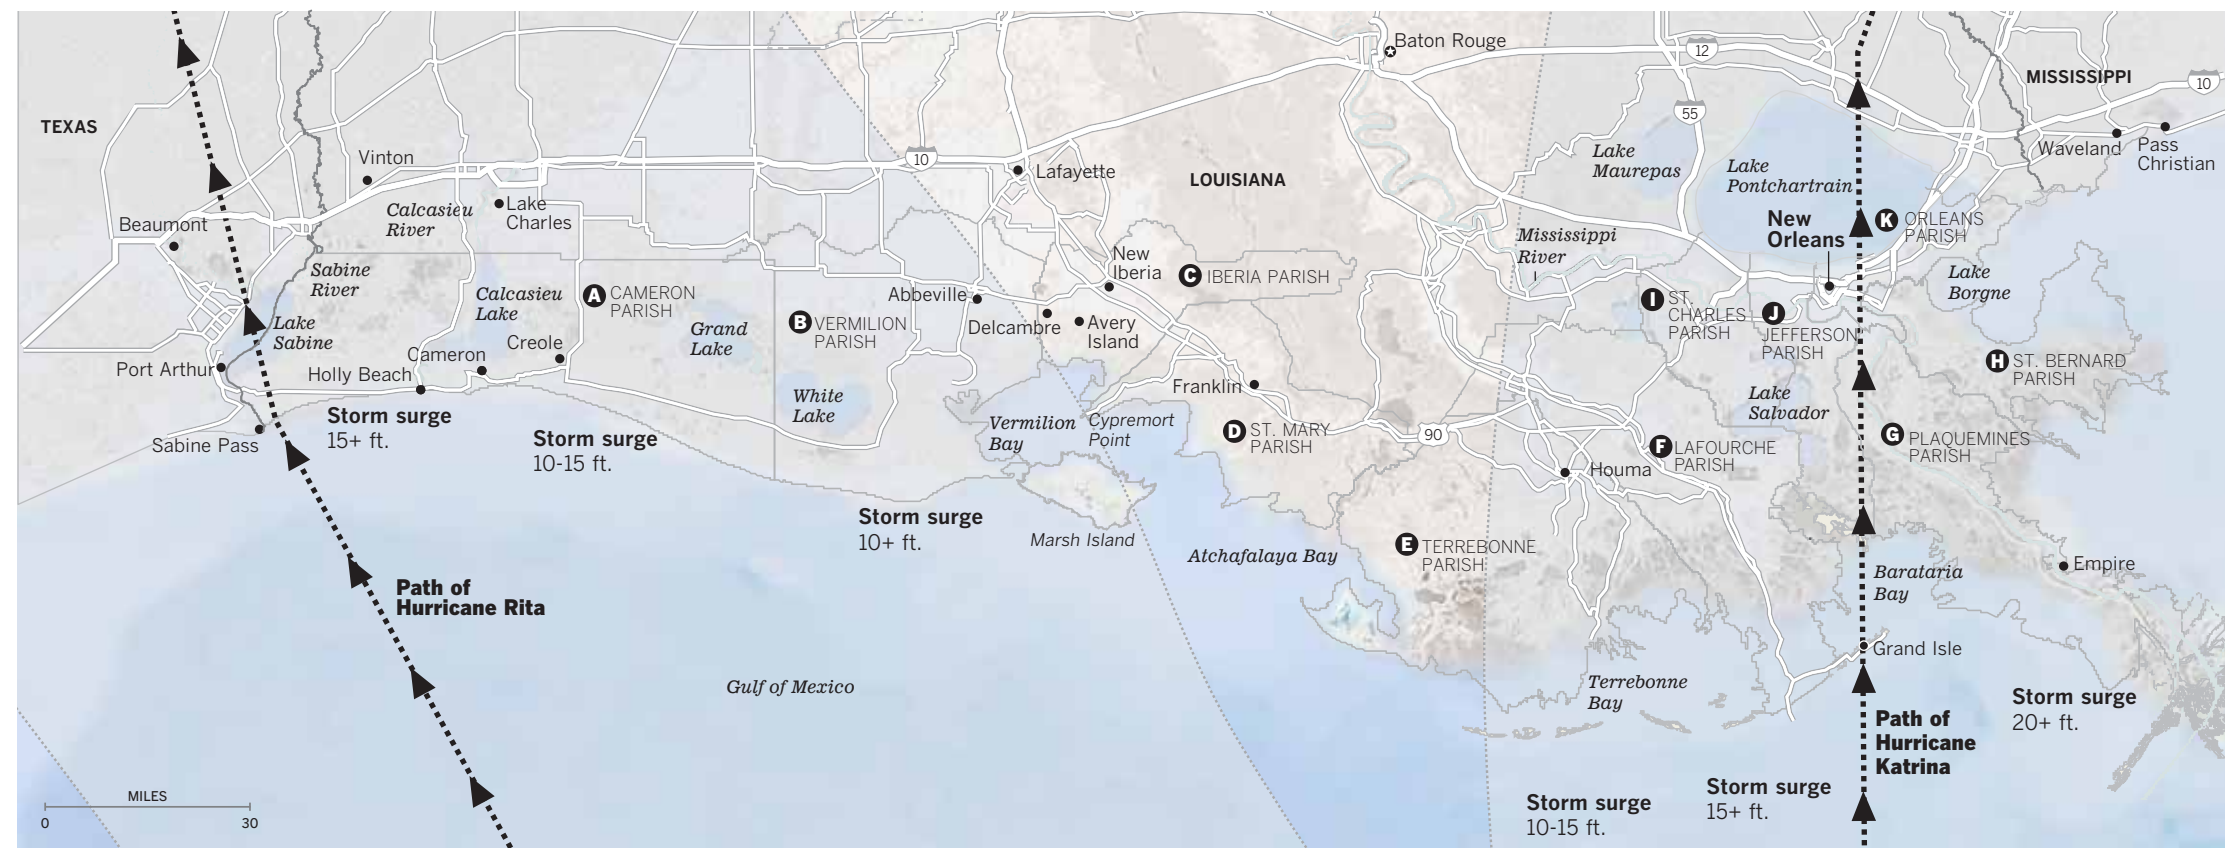 Baton Rouge
12
MISSISSIPPI
10
TEXAS
55
Waveland
Pass
Christian
Vinton
10
Lafayette
LOUISIANA
Lake
Maurepas
Lake
Pontchartrain
Beaumont
Calcasieu
River
Lake
Charles
New
Orleans
K ORLEANS
PARISH
Mississippi
River
Sabine
River
New
Iberia
C IBERIA PARISH
Lake
Borgne
Calcasieu
Lake
A CAMERON
PARISH
Abbeville
I ST.
CHARLES
PARISH
J
JEFFERSON
PARISH
Lake
Sabine
Grand
Lake
B VERMILION
PARISH
Delcambre
Avery
Island
Port Arthur
Holly Beach
Cameron
Creole
H ST. BERNARD
PARISH
Franklin
White
Lake
Lake
Salvador
Storm surge
15+ ft.
Sabine Pass
Storm surge
10-15 ft.
Vermilion
Bay
Cypremort
Point
D ST. MARY
PARISH
90
F LAFOURCHE
PARISH
G PLAQUEMINES
PARISH
Houma
Storm surge
10+ ft.
Marsh Island
Atchafalaya Bay
E TERREBONNE
PARISH
Empire
Barataria
Bay
Path of
Hurricane Rita
Grand Isle
Gulf of Mexico
Terrebonne
Bay
Storm surge
20+ ft.
Path of
Hurricane
Katrina
Storm surge
15+ ft.
Storm surge
10-15 ft.
MILES
0 30